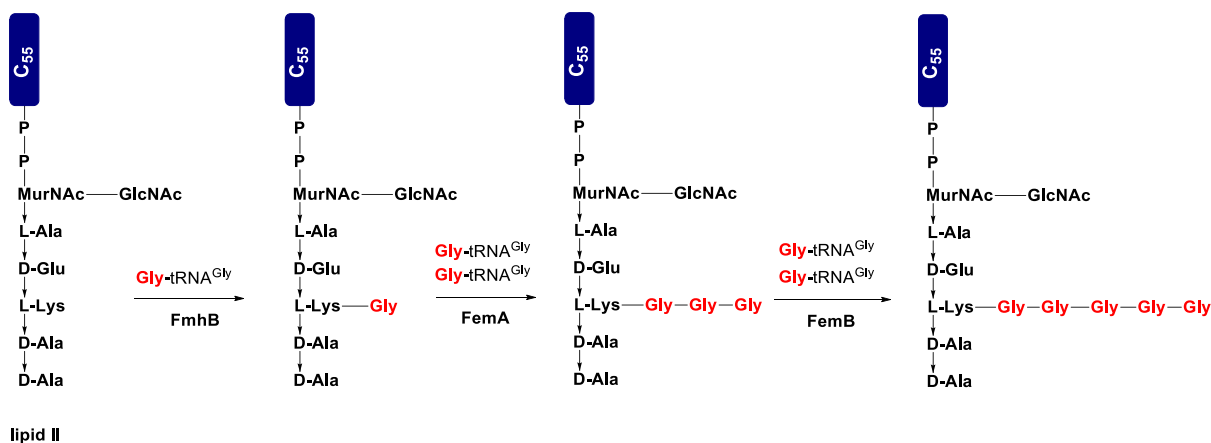 C55 C55 C55 C55
P P P P
P P P P
MurNAc GlcNAc MurNAc GlcNAc MurNAc GlcNAc MurNAc GlcNAc
L-Ala L-Ala L-Ala L-Ala
Gly-tRNAGly Gly-tRNAGly
D-Glu Gly-tRNAGly D-Glu Gly-tRNAGly D-Glu Gly-tRNAGly D-Glu
L-Lys L-Lys Gly L-Lys Gly Gly Gly L-Lys Gly Gly Gly Gly Gly
FmhB FemA FemB
D-Ala D-Ala D-Ala D-Ala
D-Ala D-Ala D-Ala D-Ala
lipid II